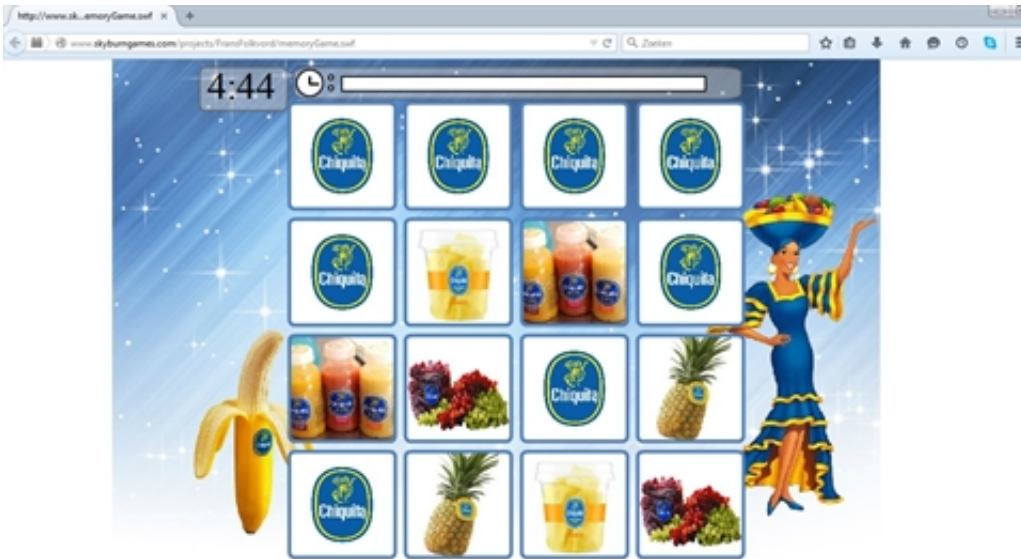 http://www.sk...emoryGame.swf
www.skyburngames.com/projects/FransFolkvord/memoryGame.swf
Zoeken
4:44
Chiquita Chiquita Chiquita Chiquita
Chiquita Chiquita
Chiquita
Chiquita